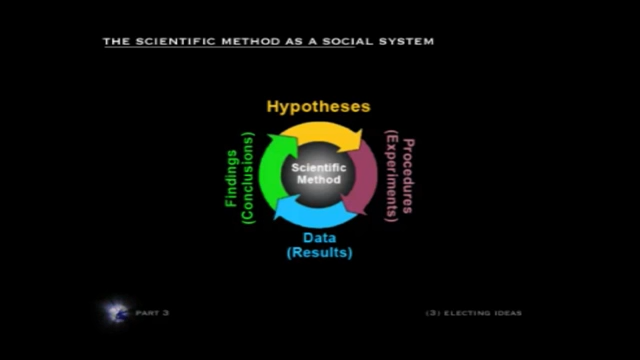 THE SCIENTIFIC METHOD AS A SOCIAL SYSTEM
Hypotheses
Procedures
(Experiments)
Scientific
Method
Findings
(Conclusions)
Data
(Results)
PART 3
(3) ELECTING IDEAS